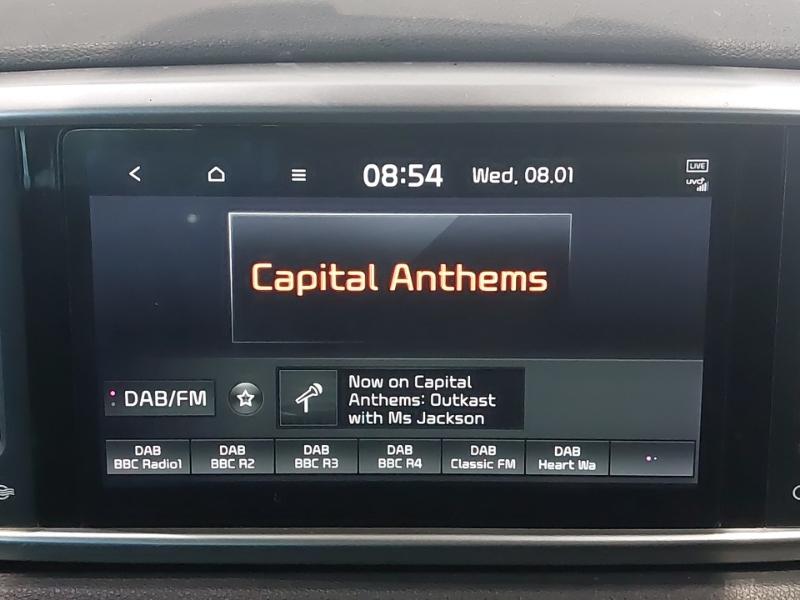 08:54 Wed, 08.01
LIVE
UVO
Capital Anthems
DAB/FM
Now on Capital
Anthems: Outkast
with Ms Jackson
DAB
BBC Radio1
DAB
BBC R2
DAB
BBC R3
DAB
BBC R4
DAB
Classic FM
DAB
Heart Wa